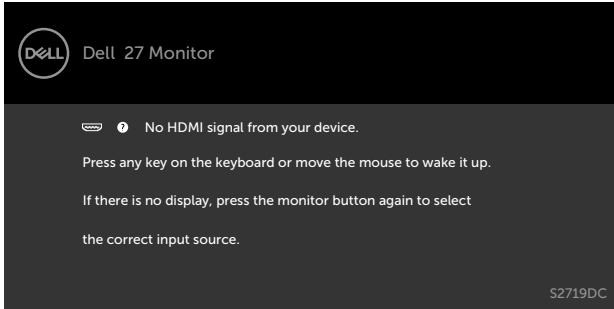 DELL Dell 27 Monitor
? No HDMI signal from your device.
Press any key on the keyboard or move the mouse to wake it up.
If there is no display, press the monitor button again to select
the correct input source.
S2719DC